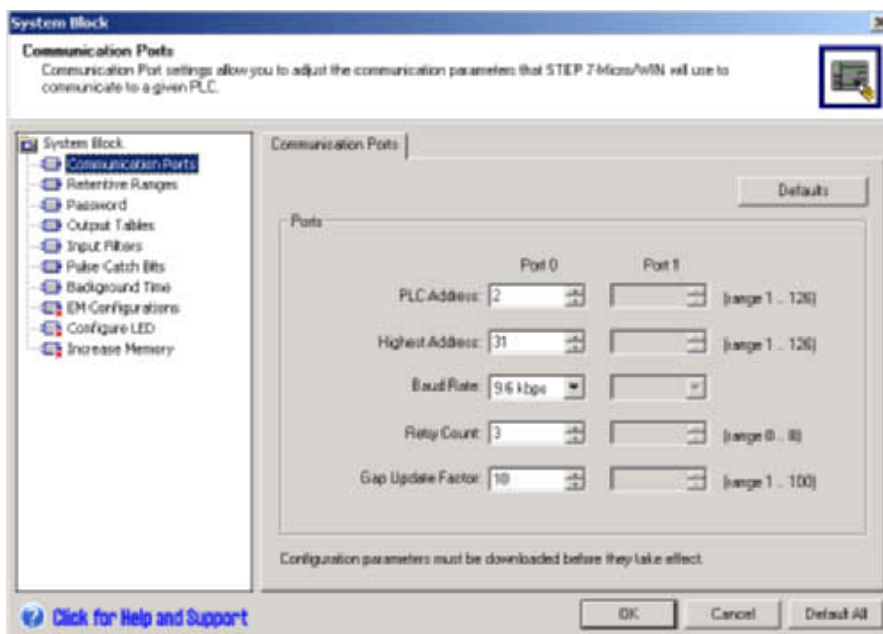 System Block
Communication Ports
Communication Port settings allow you to adjust the communication parameters that STEP 7-Micro/WIN will use to
communicate to a given PLC.
System Block
Communication Ports
Retentive Ranges
Password
Output Tables
Input Filters
Pulse Catch Bits
Background Time
EM Configurations
Configure LED
Increase Memory
Communication Ports
Defaults
Ports
Port 0 Port 1
PLC Address: 2 (range 1 .. 126)
Highest Address: 31 (range 1 .. 126)
Baud Rate: 9.6 kbps
Retry Count: 3 (range 0 .. 8)
Gap Update Factor: 10 (range 1 .. 100)
Configuration parameters must be downloaded before they take effect.
Click for Help and Support
OK Cancel Default All